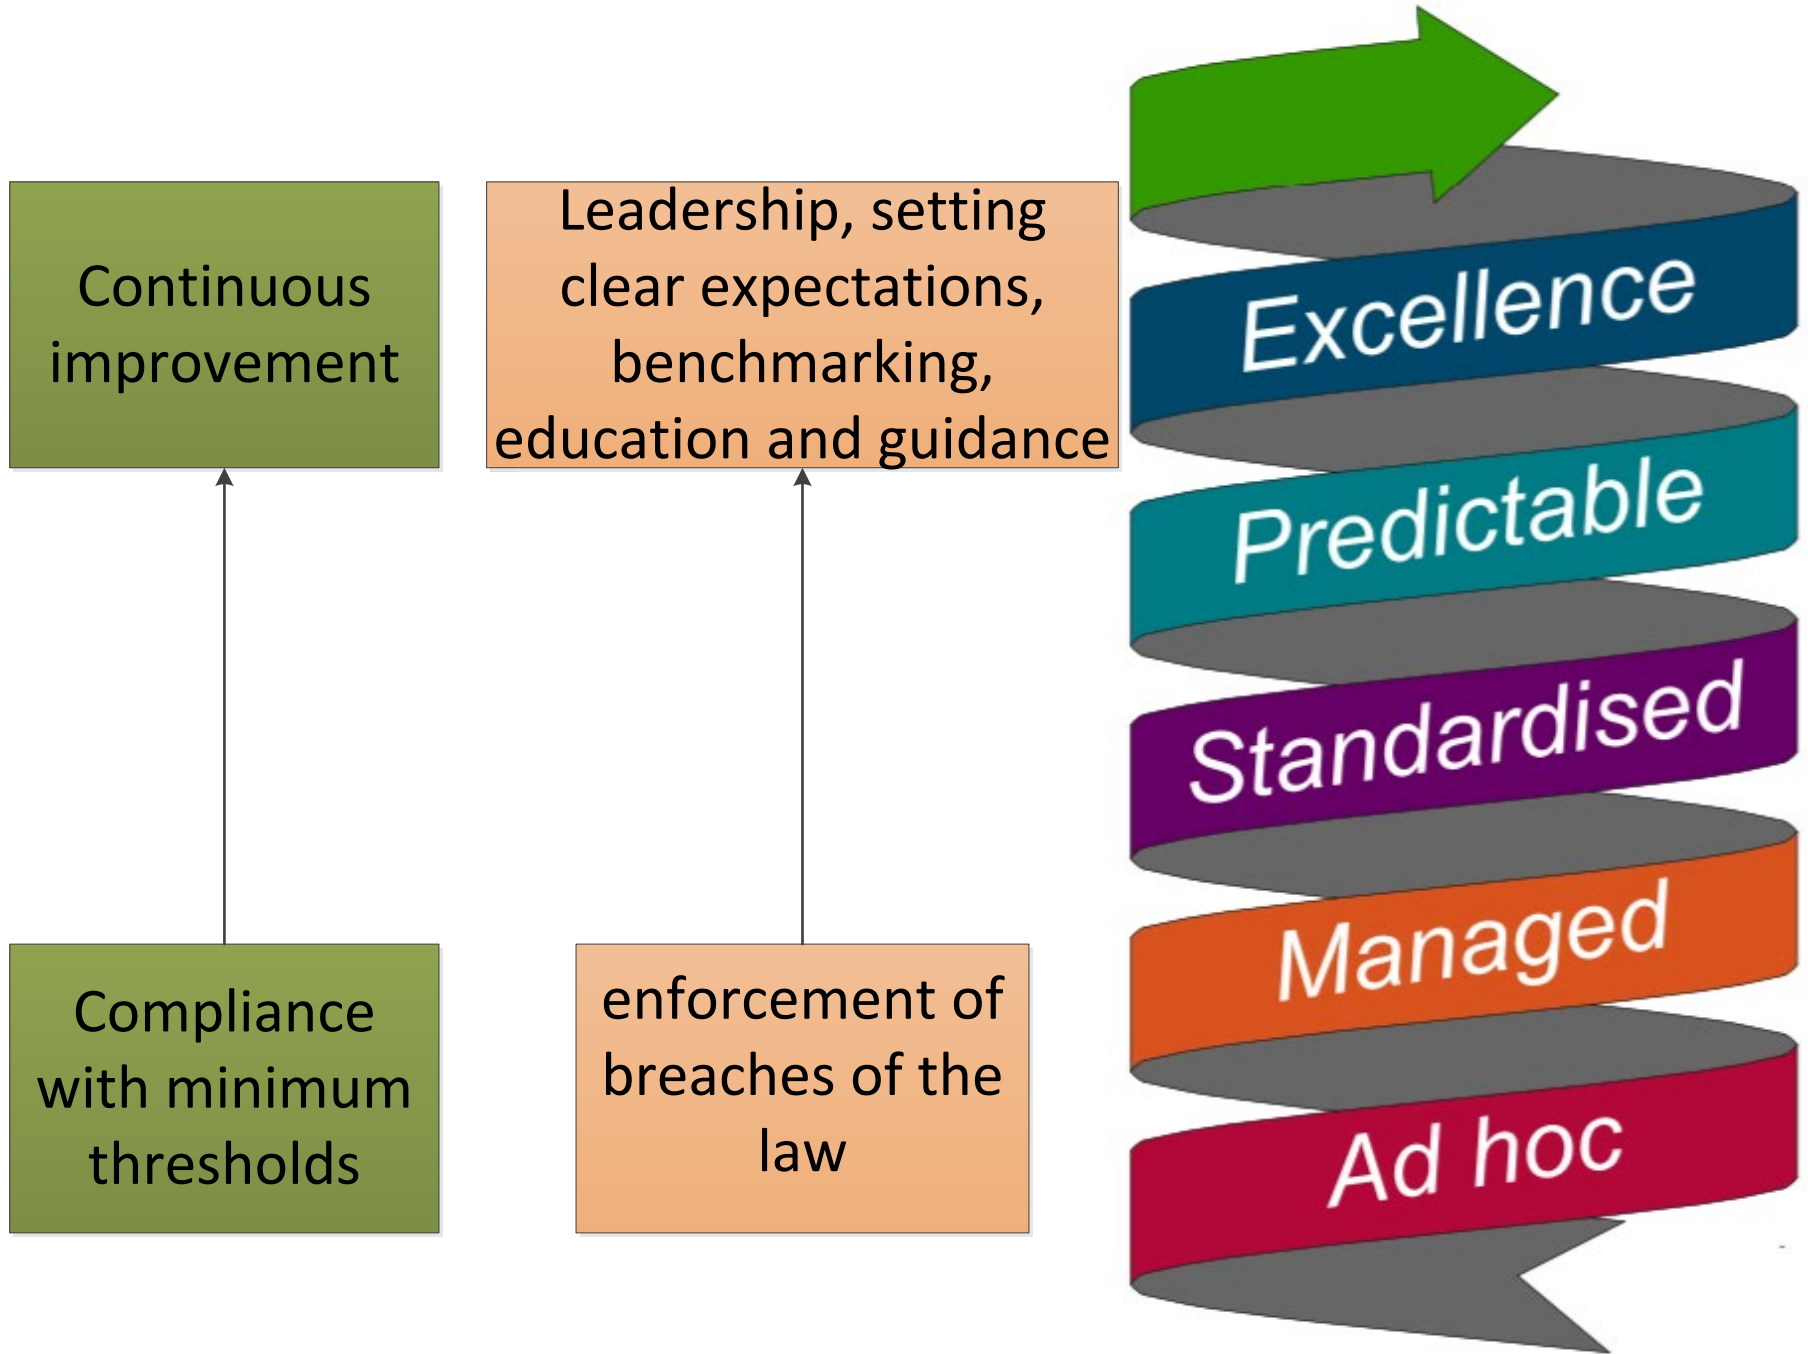 Continuous
improvement
Leadership, setting
clear expectations,
benchmarking,
education and guidance
Compliance
with minimum
thresholds
enforcement of
breaches of the
law
Excellence
Predictable
Standardised
Managed
Ad hoc